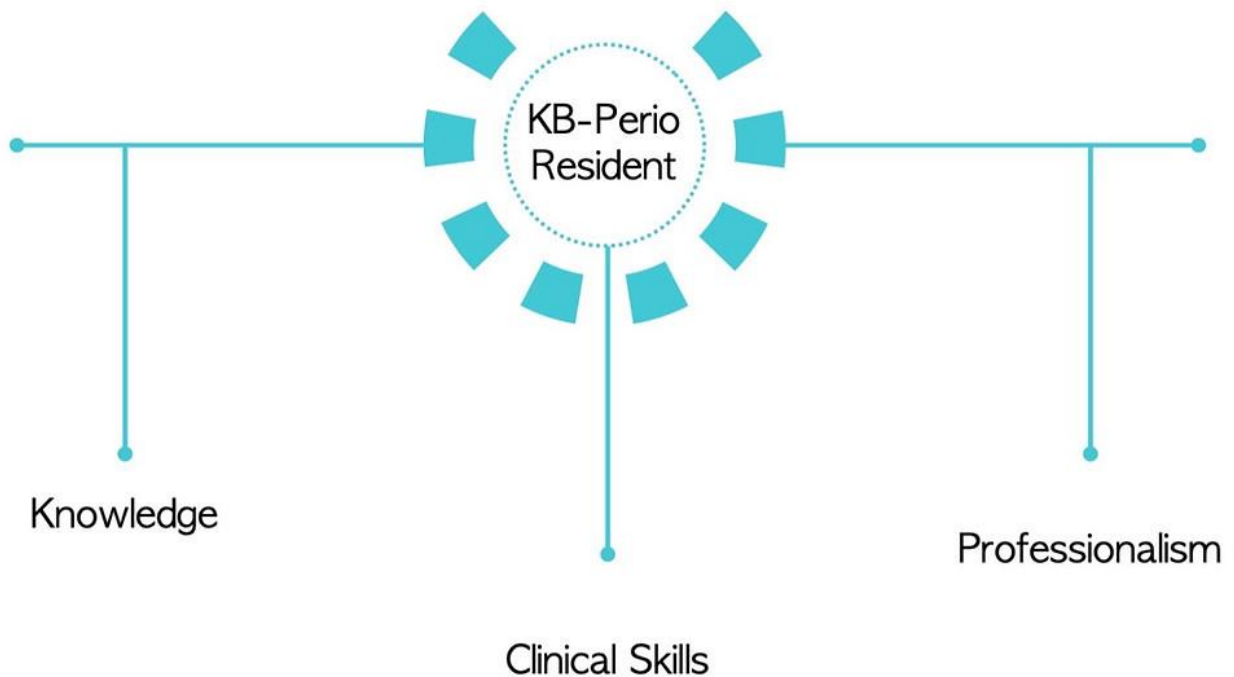 KB-Perio
Resident
Knowledge
Professionalism
Clinical Skills